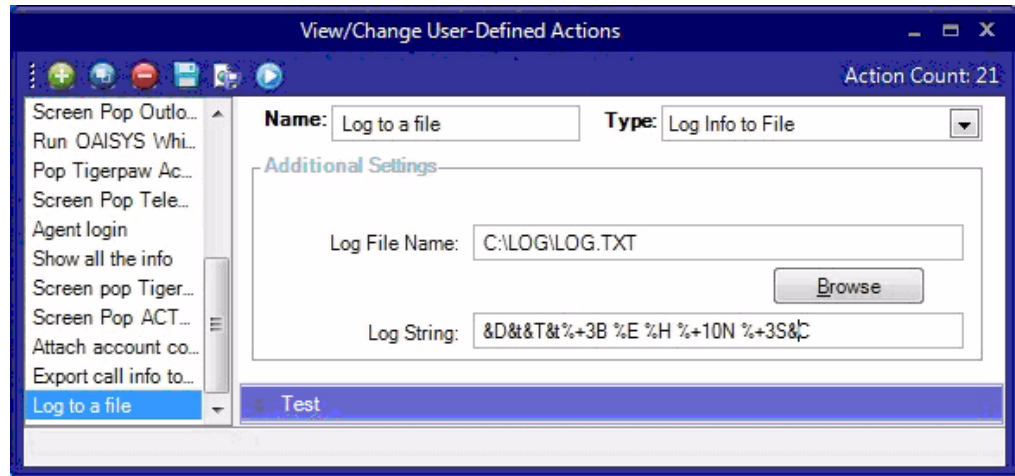 View/Change User-Defined Actions
Action Count: 21
Screen Pop Outlo...
Run OAISYS Whi...
Pop Tigerpaw Ac...
Screen Pop Tele...
Agent login
Show all the info
Screen pop Tiger...
Screen Pop ACT...
Attach account co...
Export call info to...
Log to a file
Name: Log to a file Type: Log Info to File
Additional Settings
Log File Name: C:\LOG\LOG.TXT
Browse
Log String: &D&t&T&t%+3B %E %H %+10N %+3S&C
Test